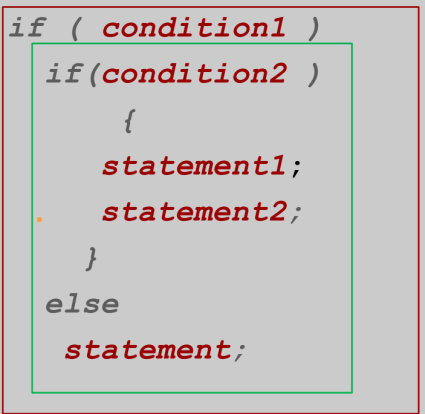 if ( condition1 )
if(condition2 )
{
statement1;
. statement2;
}
else
statement;